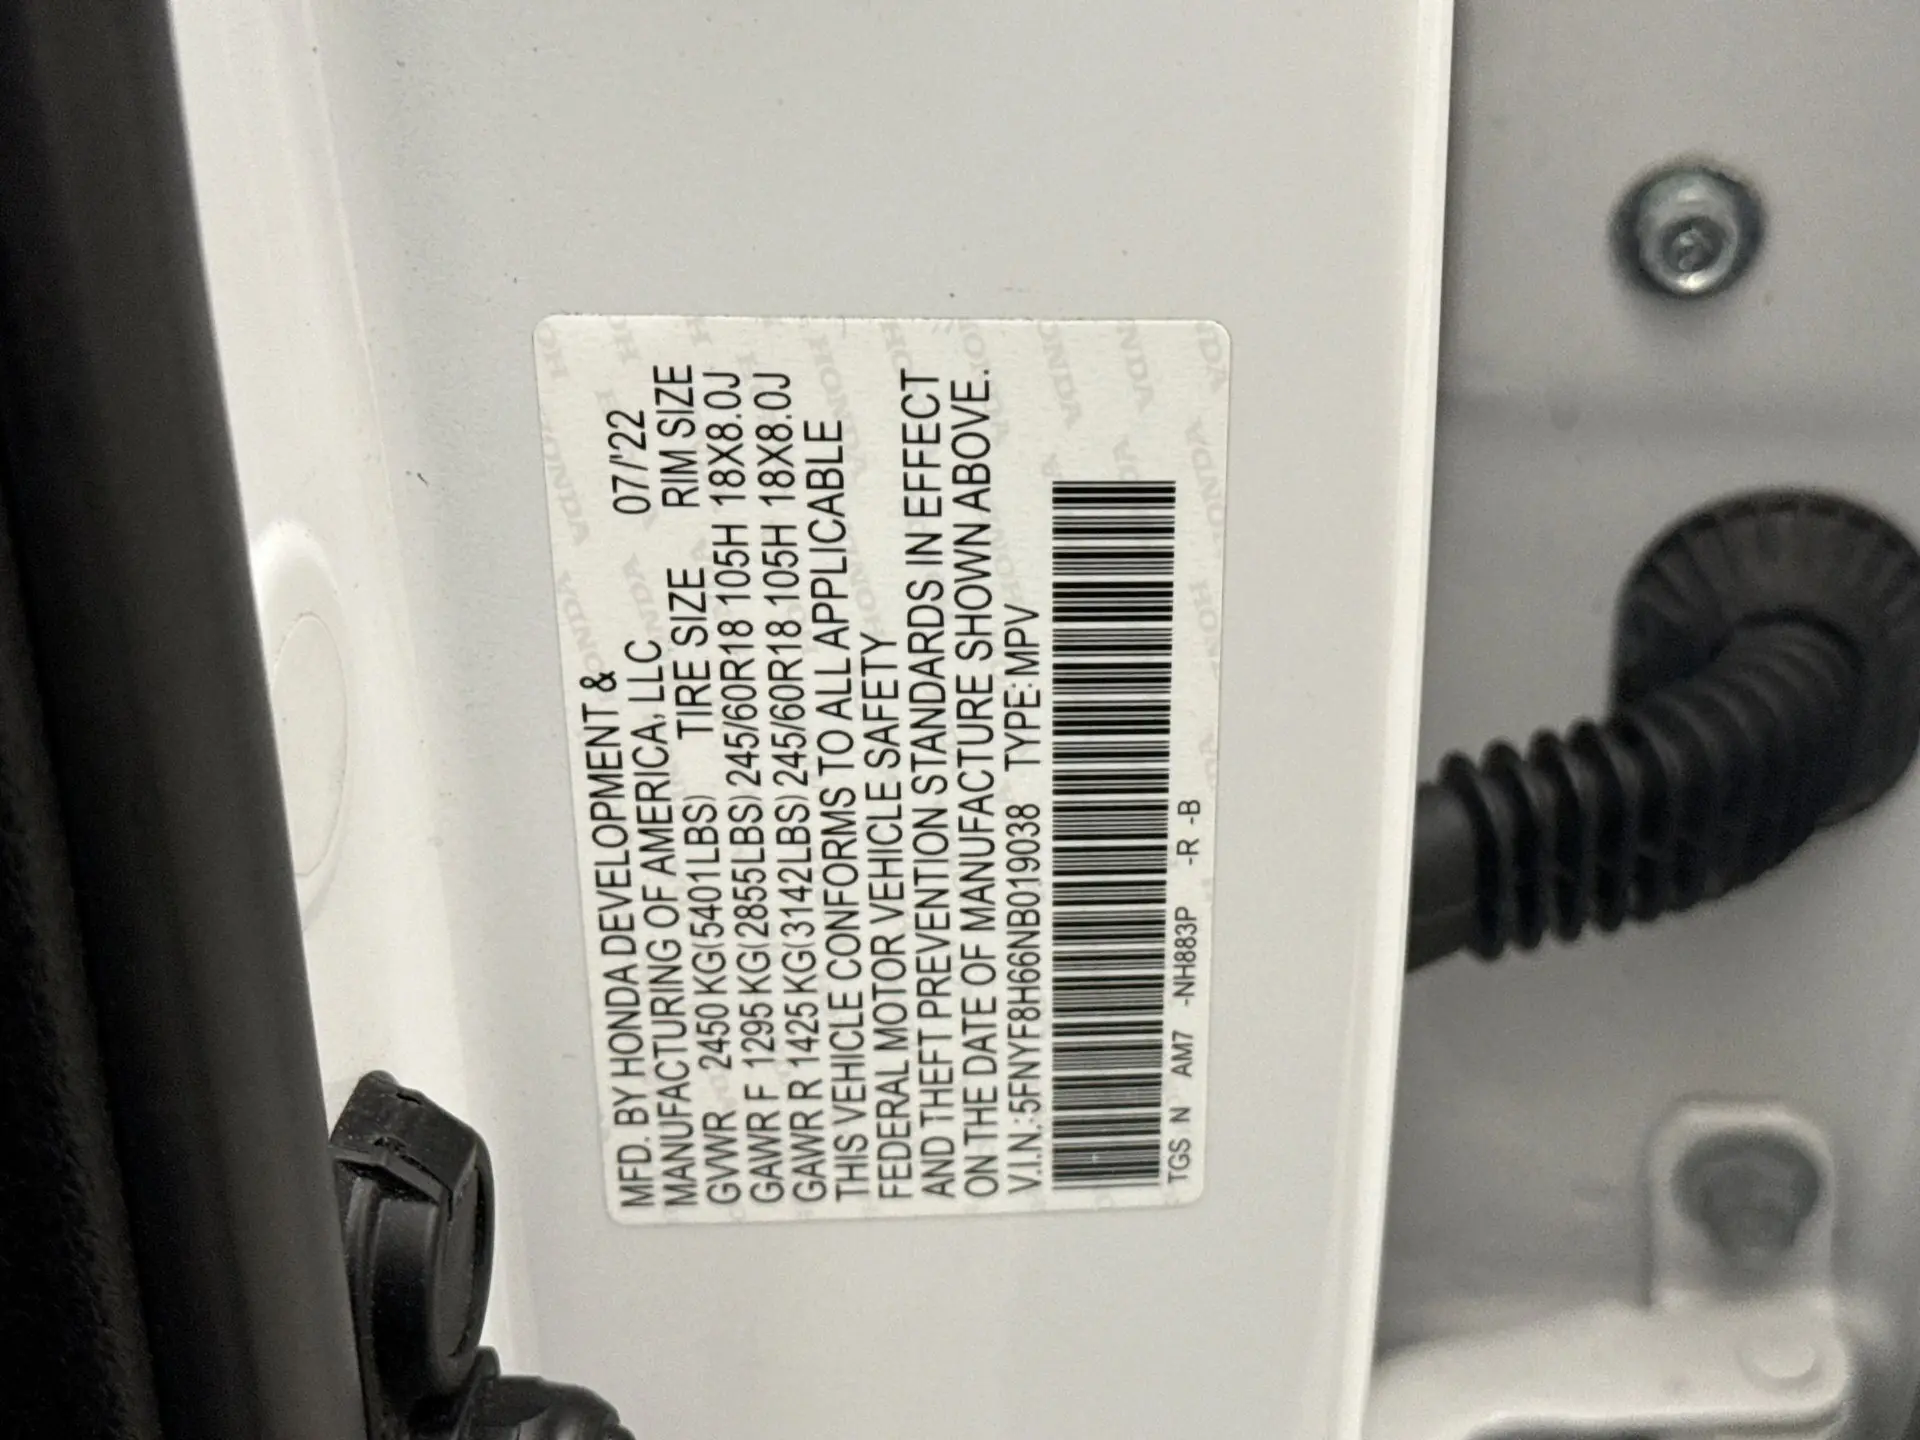 MFD. BY HONDA DEVELOPMENT &
MANUFACTURING OF AMERICA, LLC 07/'22
GVWR 2450 KG(5401LBS) TIRE SIZE RIM SIZE
GAWR F 1295 KG(2855LBS) 245/60R18 105H 18X8.0J
GAWR R 1425 KG(3142LBS) 245/60R18 105H 18X8.0J
THIS VEHICLE CONFORMS TO ALL APPLICABLE
FEDERAL MOTOR VEHICLE SAFETY
AND THEFT PREVENTION STANDARDS IN EFFECT
ON THE DATE OF MANUFACTURE SHOWN ABOVE.
V.I.N.:5FNYF8H66NB019038 TYPE:MPV
TGS N AM7 -NH883P -R -B